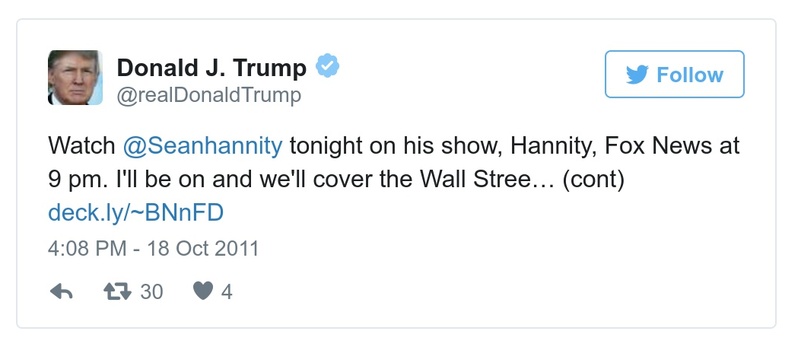 Donald J. Trump
@realDonaldTrump
Follow
Watch @Seanhannity tonight on his show, Hannity, Fox News at
9 pm. I'll be on and we'll cover the Wall Stree… (cont)
deck.ly/~BNnFD
4:08 PM - 18 Oct 2011
30
4